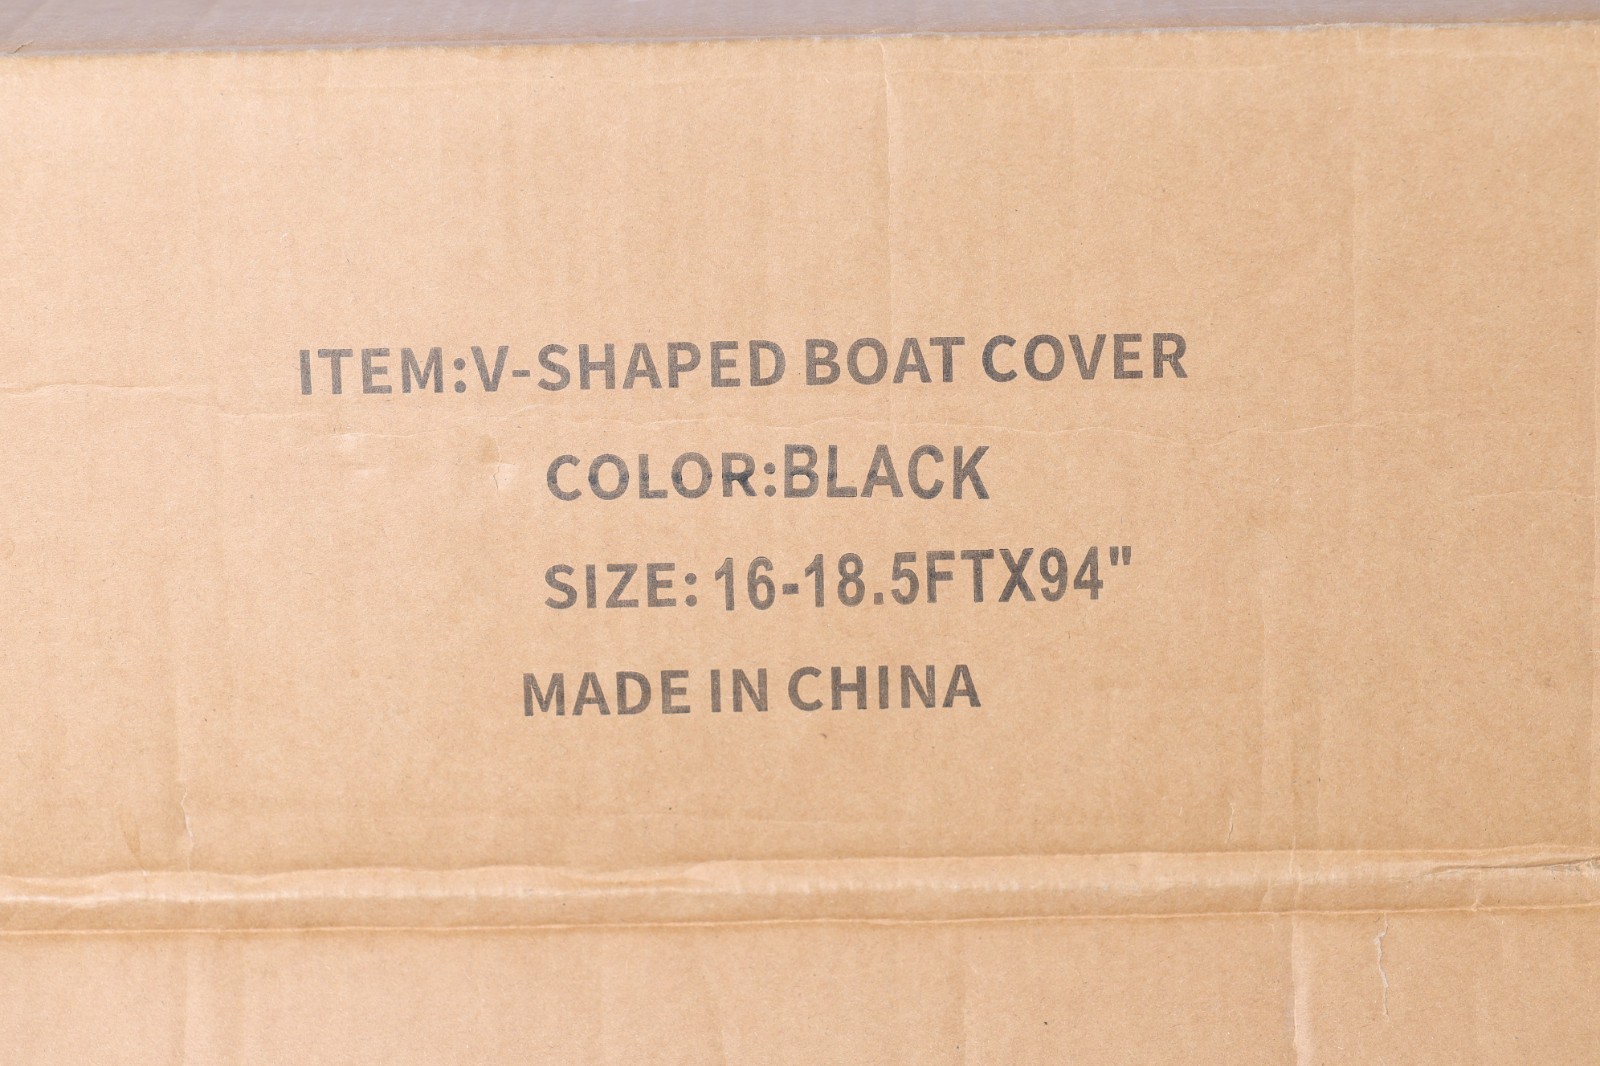 ITEM:V-SHAPED BOAT COVER
COLOR:BLACK
SIZE: 16-18.5FTX94"
MADE IN CHINA